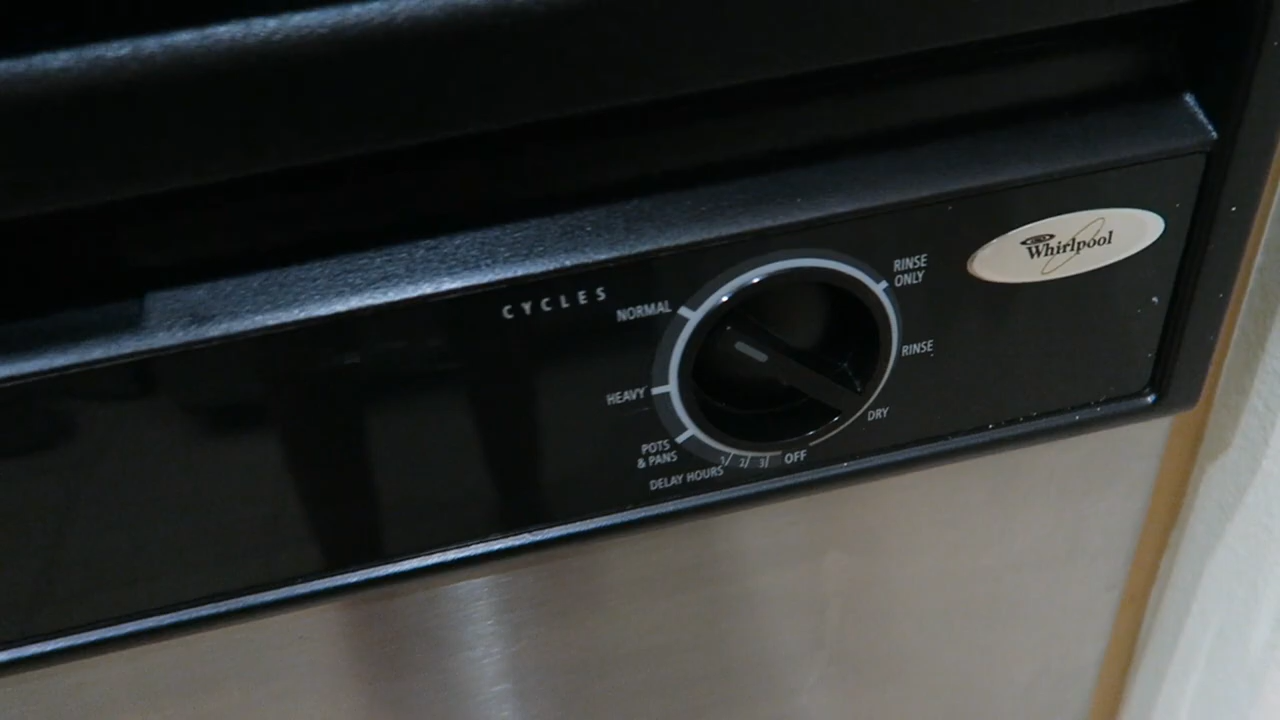 CYCLES
NORMAL
HEAVY
POTS
& PANS
DELAY HOURS
1/ 2/ 3/
OFF
DRY
RINSE
RINSE
ONLY
Whirlpool